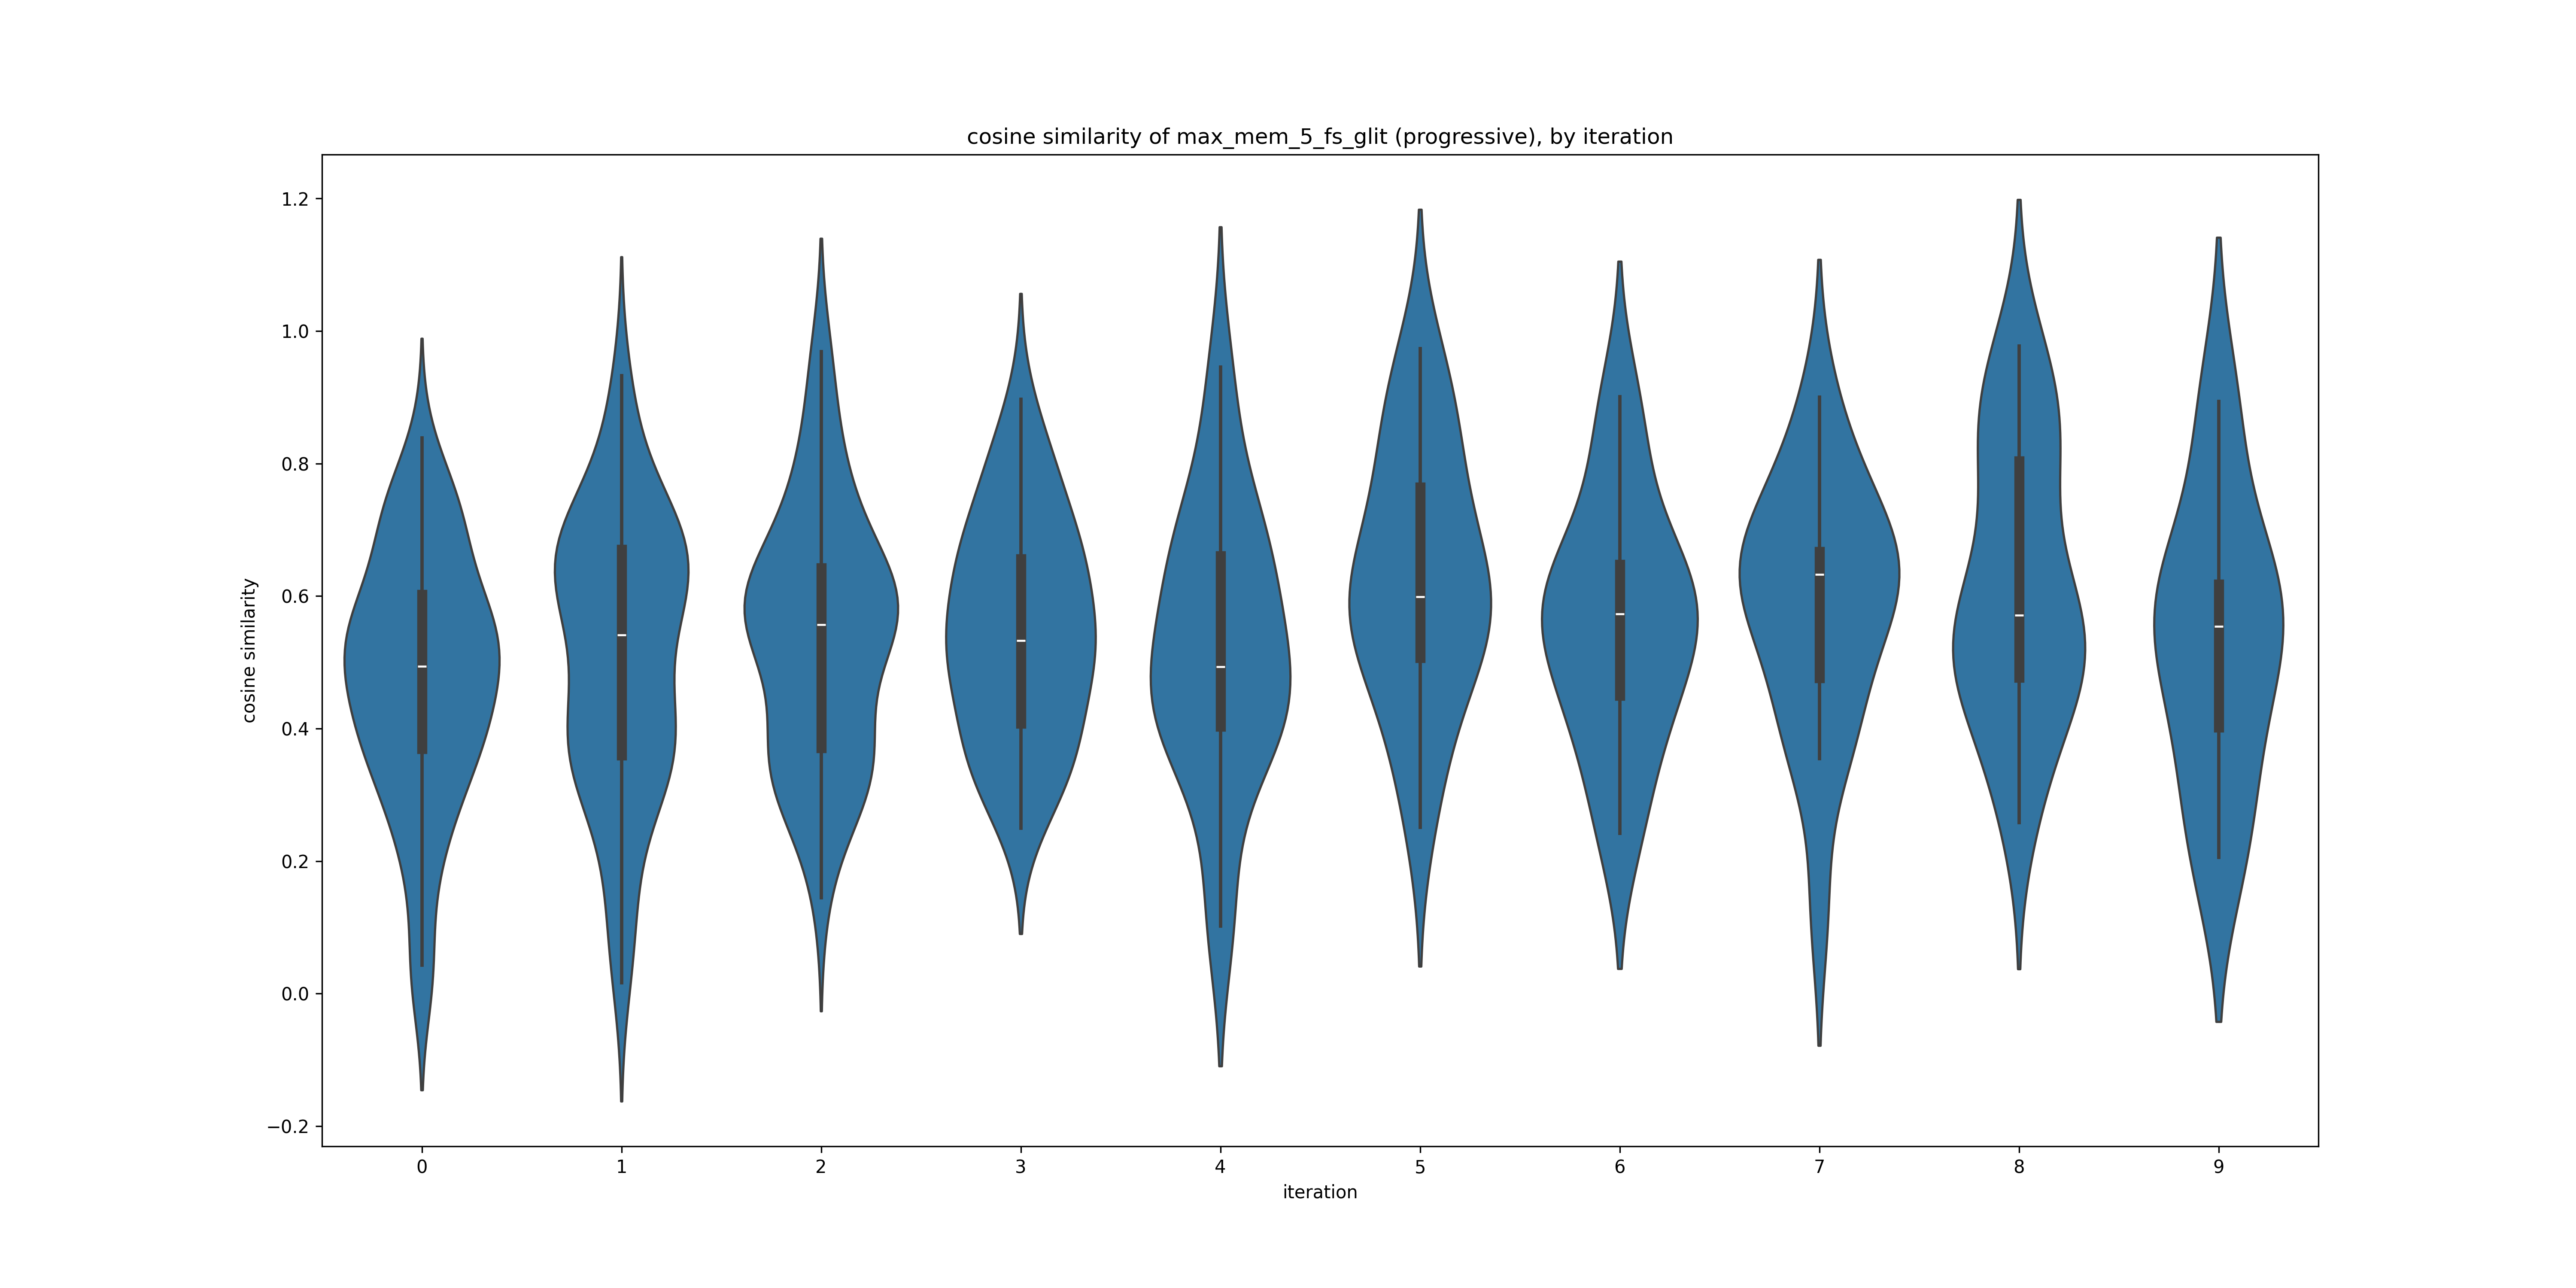 cosine similarity of max_mem_5_fs_glit (progressive), by iteration
cosine similarity
1.2
1.0
0.8
0.6
0.4
0.2
0.0
−0.2
0 1 2 3 4 5 6 7 8 9
iteration